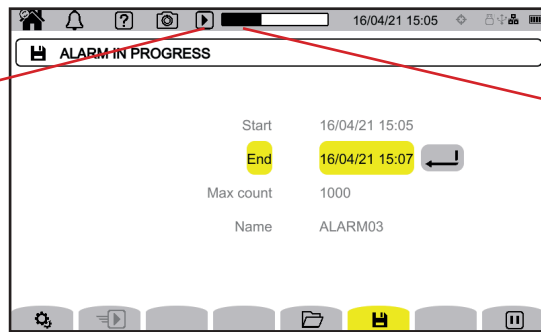 16/04/21 15:05
ALARM IN PROGRESS
Start 16/04/21 15:05
End 16/04/21 15:07
Max count 1000
Name ALARM03